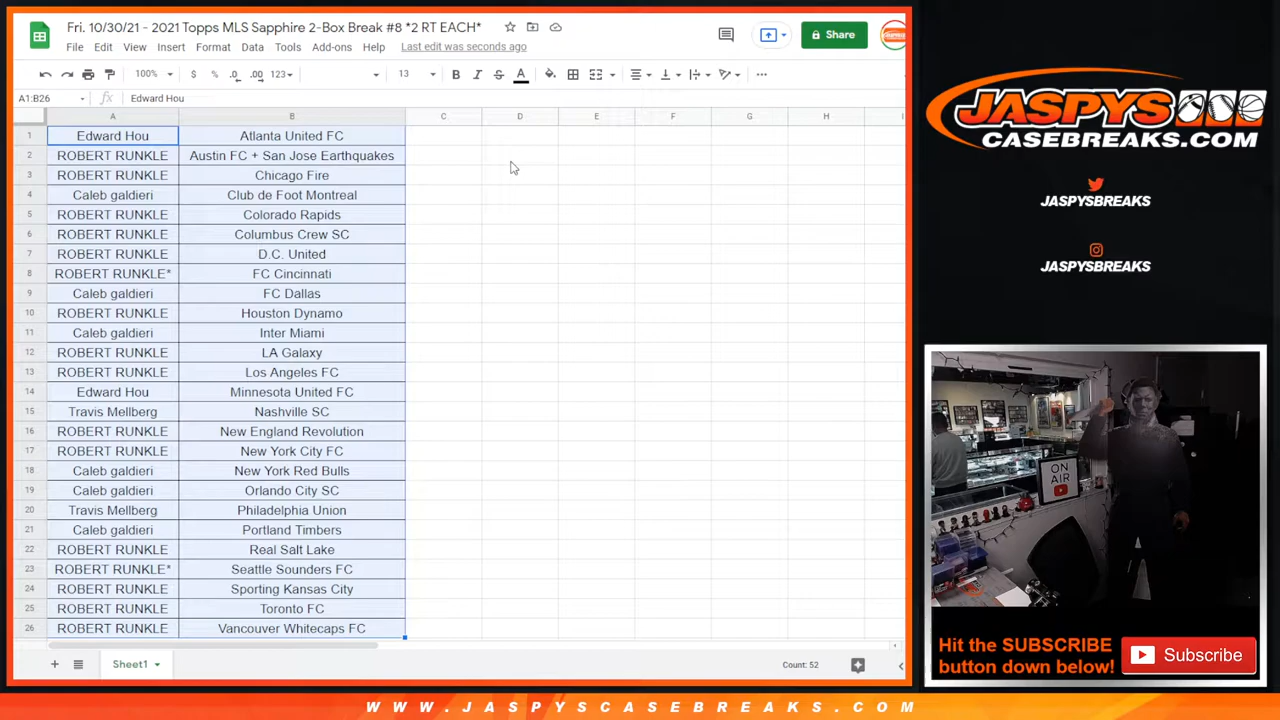 Fri. 10/30/21 - 2021 Topps MLS Sapphire 2-Box Break #8 *2 RT EACH*
File Edit View Insert Format Data Tools Add-ons Help Last edit was seconds ago
Share
100% $ % .0 .00 123 13 B I S A
A1:B26 fx Edward Hou
A B C D E F G H I
1 Edward Hou Atlanta United FC
2 ROBERT RUNKLE Austin FC + San Jose Earthquakes
3 ROBERT RUNKLE Chicago Fire
4 Caleb galdieri Club de Foot Montreal
5 ROBERT RUNKLE Colorado Rapids
6 ROBERT RUNKLE Columbus Crew SC
7 ROBERT RUNKLE D.C. United
8 ROBERT RUNKLE* FC Cincinnati
9 Caleb galdieri FC Dallas
10 ROBERT RUNKLE Houston Dynamo
11 Caleb galdieri Inter Miami
12 ROBERT RUNKLE LA Galaxy
13 ROBERT RUNKLE Los Angeles FC
14 Edward Hou Minnesota United FC
15 Travis Mellberg Nashville SC
16 ROBERT RUNKLE New England Revolution
17 ROBERT RUNKLE New York City FC
18 Caleb galdieri New York Red Bulls
19 Caleb galdieri Orlando City SC
20 Travis Mellberg Philadelphia Union
21 Caleb galdieri Portland Timbers
22 ROBERT RUNKLE Real Salt Lake
23 ROBERT RUNKLE* Seattle Sounders FC
24 ROBERT RUNKLE Sporting Kansas City
25 ROBERT RUNKLE Toronto FC
26 ROBERT RUNKLE Vancouver Whitecaps FC
Sheet1 Count: 52
JASPYS
CASEBREAKS.COM
JASPYSBREAKS
JASPYSBREAKS
ON
AIR
Hit the SUBSCRIBE
button down below!
Subscribe
WWW.JASPYSCASEBREAKS.COM